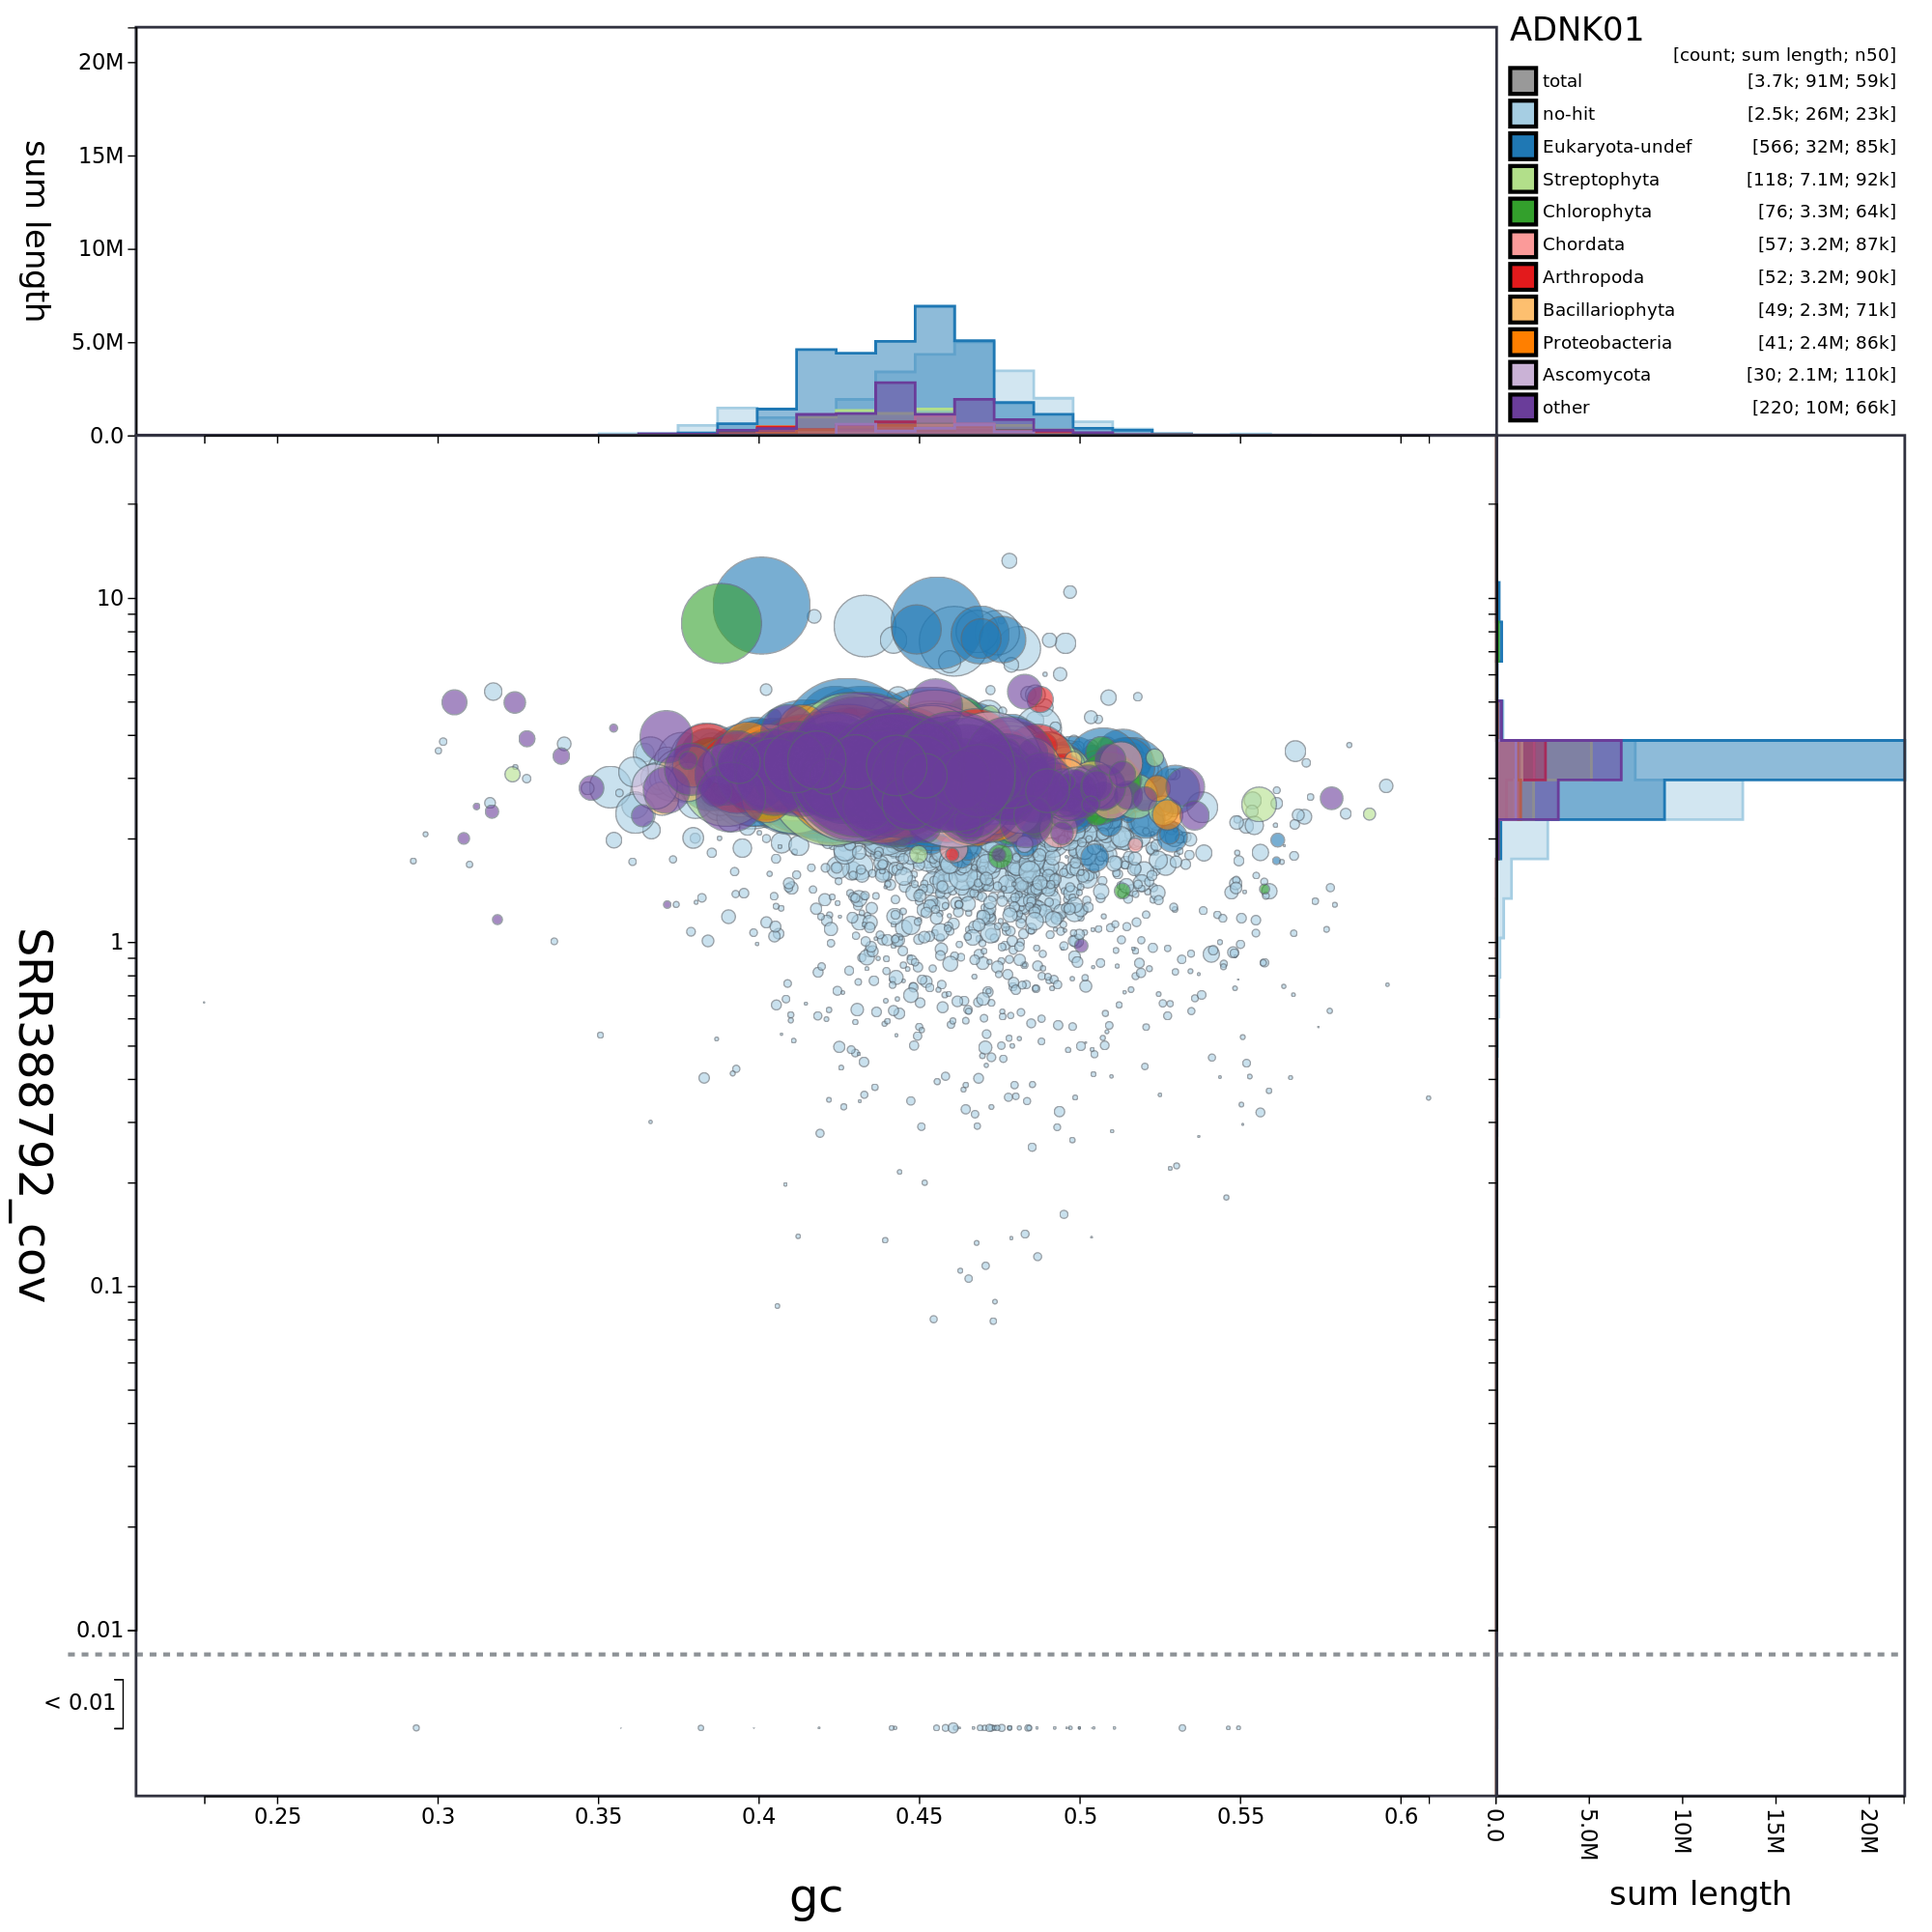 ADNK01
[count; sum length; n50]
total [3.7k; 91M; 59k]
no-hit [2.5k; 26M; 23k]
Eukaryota-undef [566; 32M; 85k]
Streptophyta [118; 7.1M; 92k]
Chlorophyta [76; 3.3M; 64k]
Chordata [57; 3.2M; 87k]
Arthropoda [52; 3.2M; 90k]
Bacillariophyta [49; 2.3M; 71k]
Proteobacteria [41; 2.4M; 86k]
Ascomycota [30; 2.1M; 110k]
other [220; 10M; 66k]
sum length
20M
15M
10M
5.0M
0.0
SRR388792_cov
10
1
0.1
0.01
< 0.01
0.25 0.3 0.35 0.4 0.45 0.5 0.55 0.6
gc
0.0 5.0M 10M 15M 20M
sum length